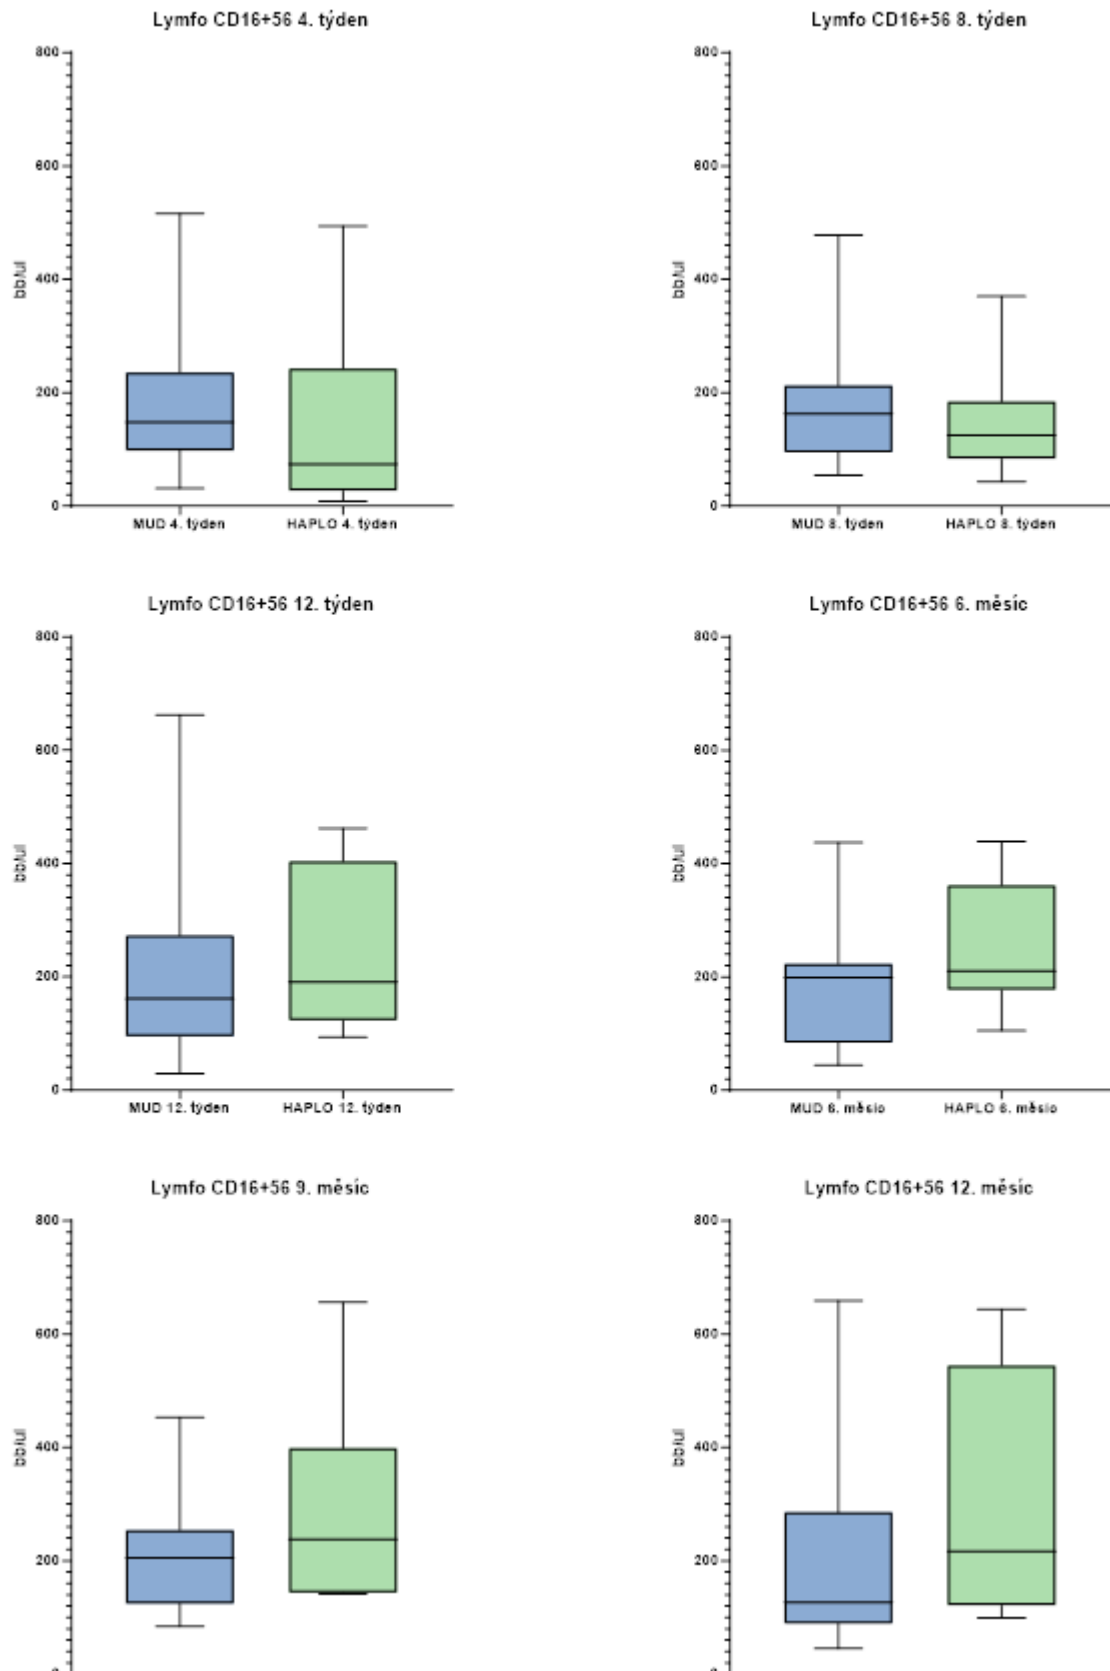 Lymfo CD16+56 4. týden
800
600
400
200
0
bb/ul
MUD 4. týden
HAPLO 4. týden
Lymfo CD16+56 8. týden
800
600
400
200
0
bb/ul
MUD 8. týden
HAPLO 8. týden
Lymfo CD16+56 12. týden
800
600
400
200
0
bb/ul
MUD 12. týden
HAPLO 12. týden
Lymfo CD16+56 6. měsíc
800
600
400
200
0
bb/ul
MUD 6. měsíc
HAPLO 6. měsíc
Lymfo CD16+56 9. měsíc
800
600
400
200
bb/ul
Lymfo CD16+56 12. měsíc
800
600
400
200
bb/ul